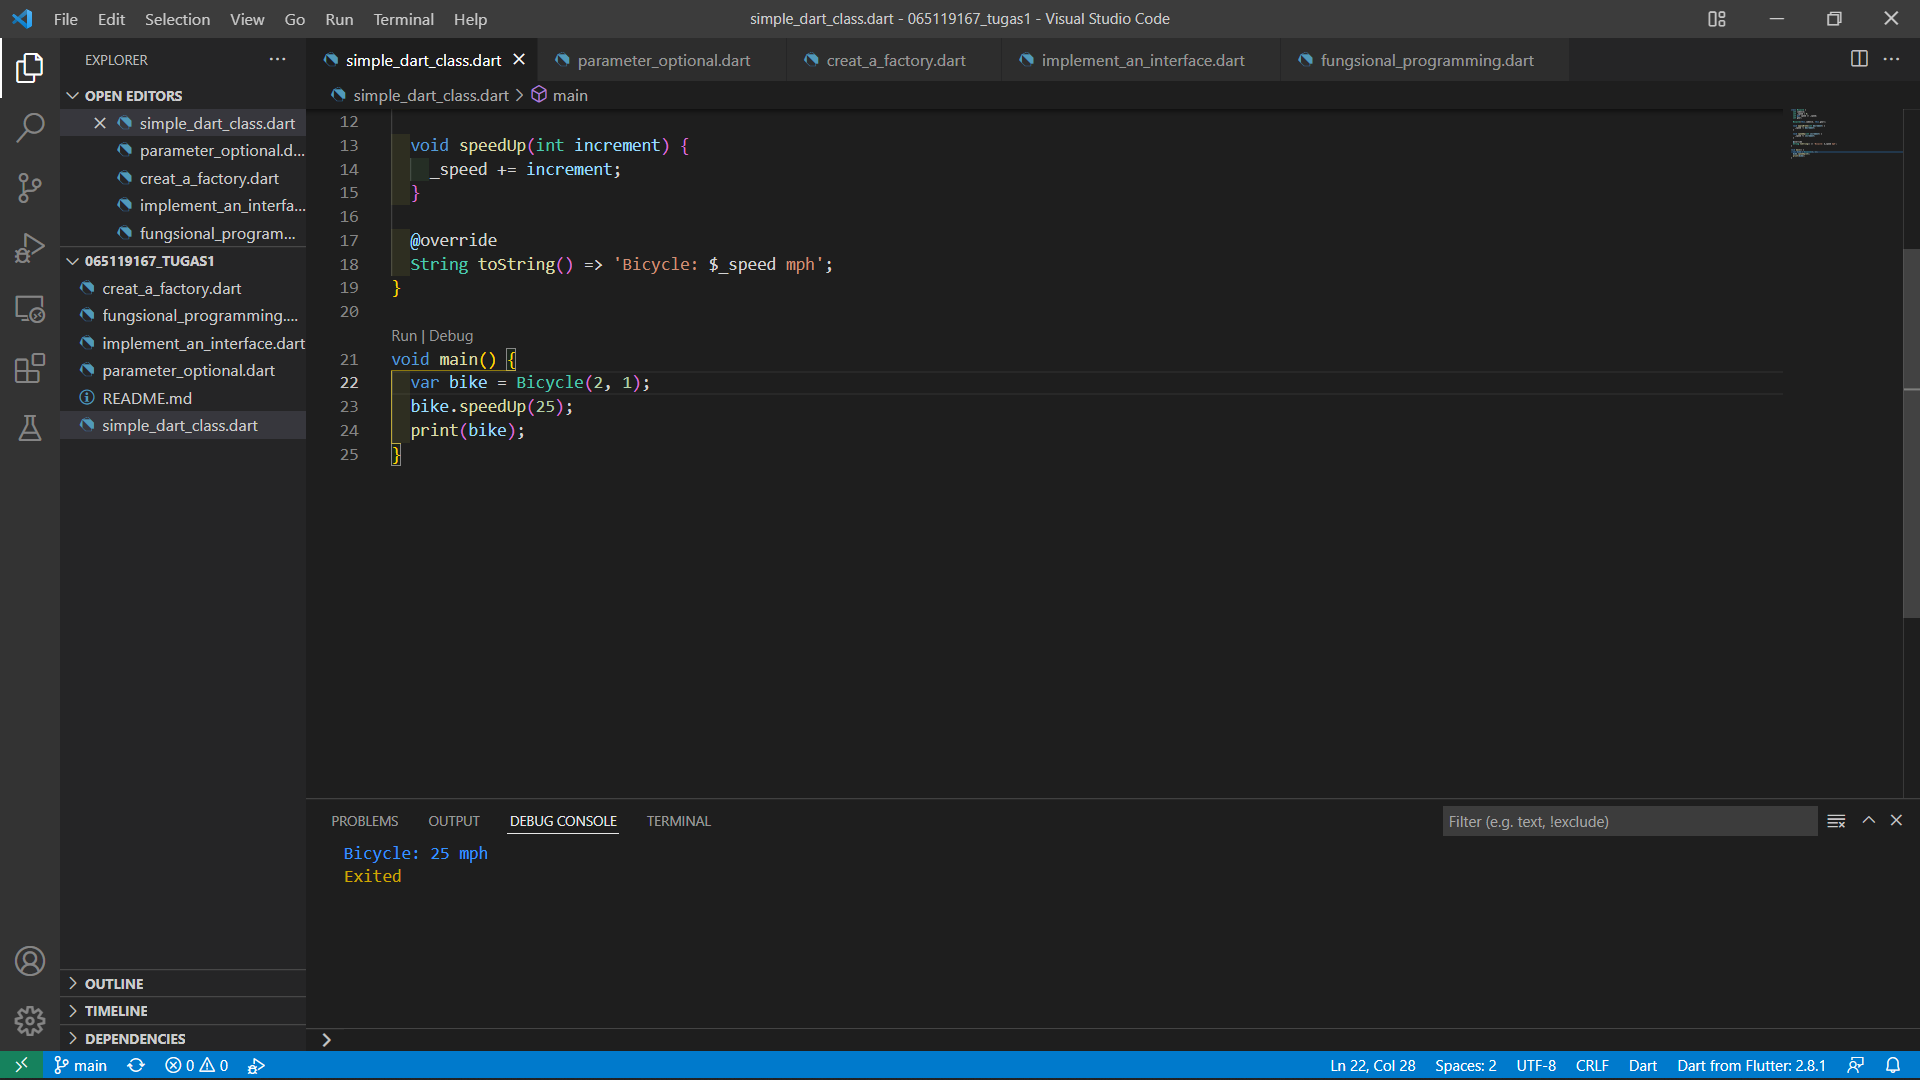 File Edit Selection View Go Run Terminal Help
simple_dart_class.dart - 065119167_tugas1 - Visual Studio Code
EXPLORER
OPEN EDITORS
simple_dart_class.dart
parameter_optional.d...
creat_a_factory.dart
implement_an_interfa...
fungsional_program...
065119167_TUGAS1
creat_a_factory.dart
fungsional_programming....
implement_an_interface.dart
parameter_optional.dart
README.md
simple_dart_class.dart
OUTLINE
TIMELINE
DEPENDENCIES
simple_dart_class.dart parameter_optional.dart creat_a_factory.dart implement_an_interface.dart fungsional_programming.dart
simple_dart_class.dart > main
12
13 void speedUp(int increment) {
14 _speed += increment;
15 }
16
17 @override
18 String toString() => 'Bicycle: $_speed mph';
19 }
20
Run | Debug
21 void main() {
22 var bike = Bicycle(2, 1);
23 bike.speedUp(25);
24 print(bike);
25 }
PROBLEMS OUTPUT DEBUG CONSOLE TERMINAL
Filter (e.g. text, !exclude)
Bicycle: 25 mph
Exited
main 0 0 Ln 22, Col 28 Spaces: 2 UTF-8 CRLF Dart Dart from Flutter: 2.8.1